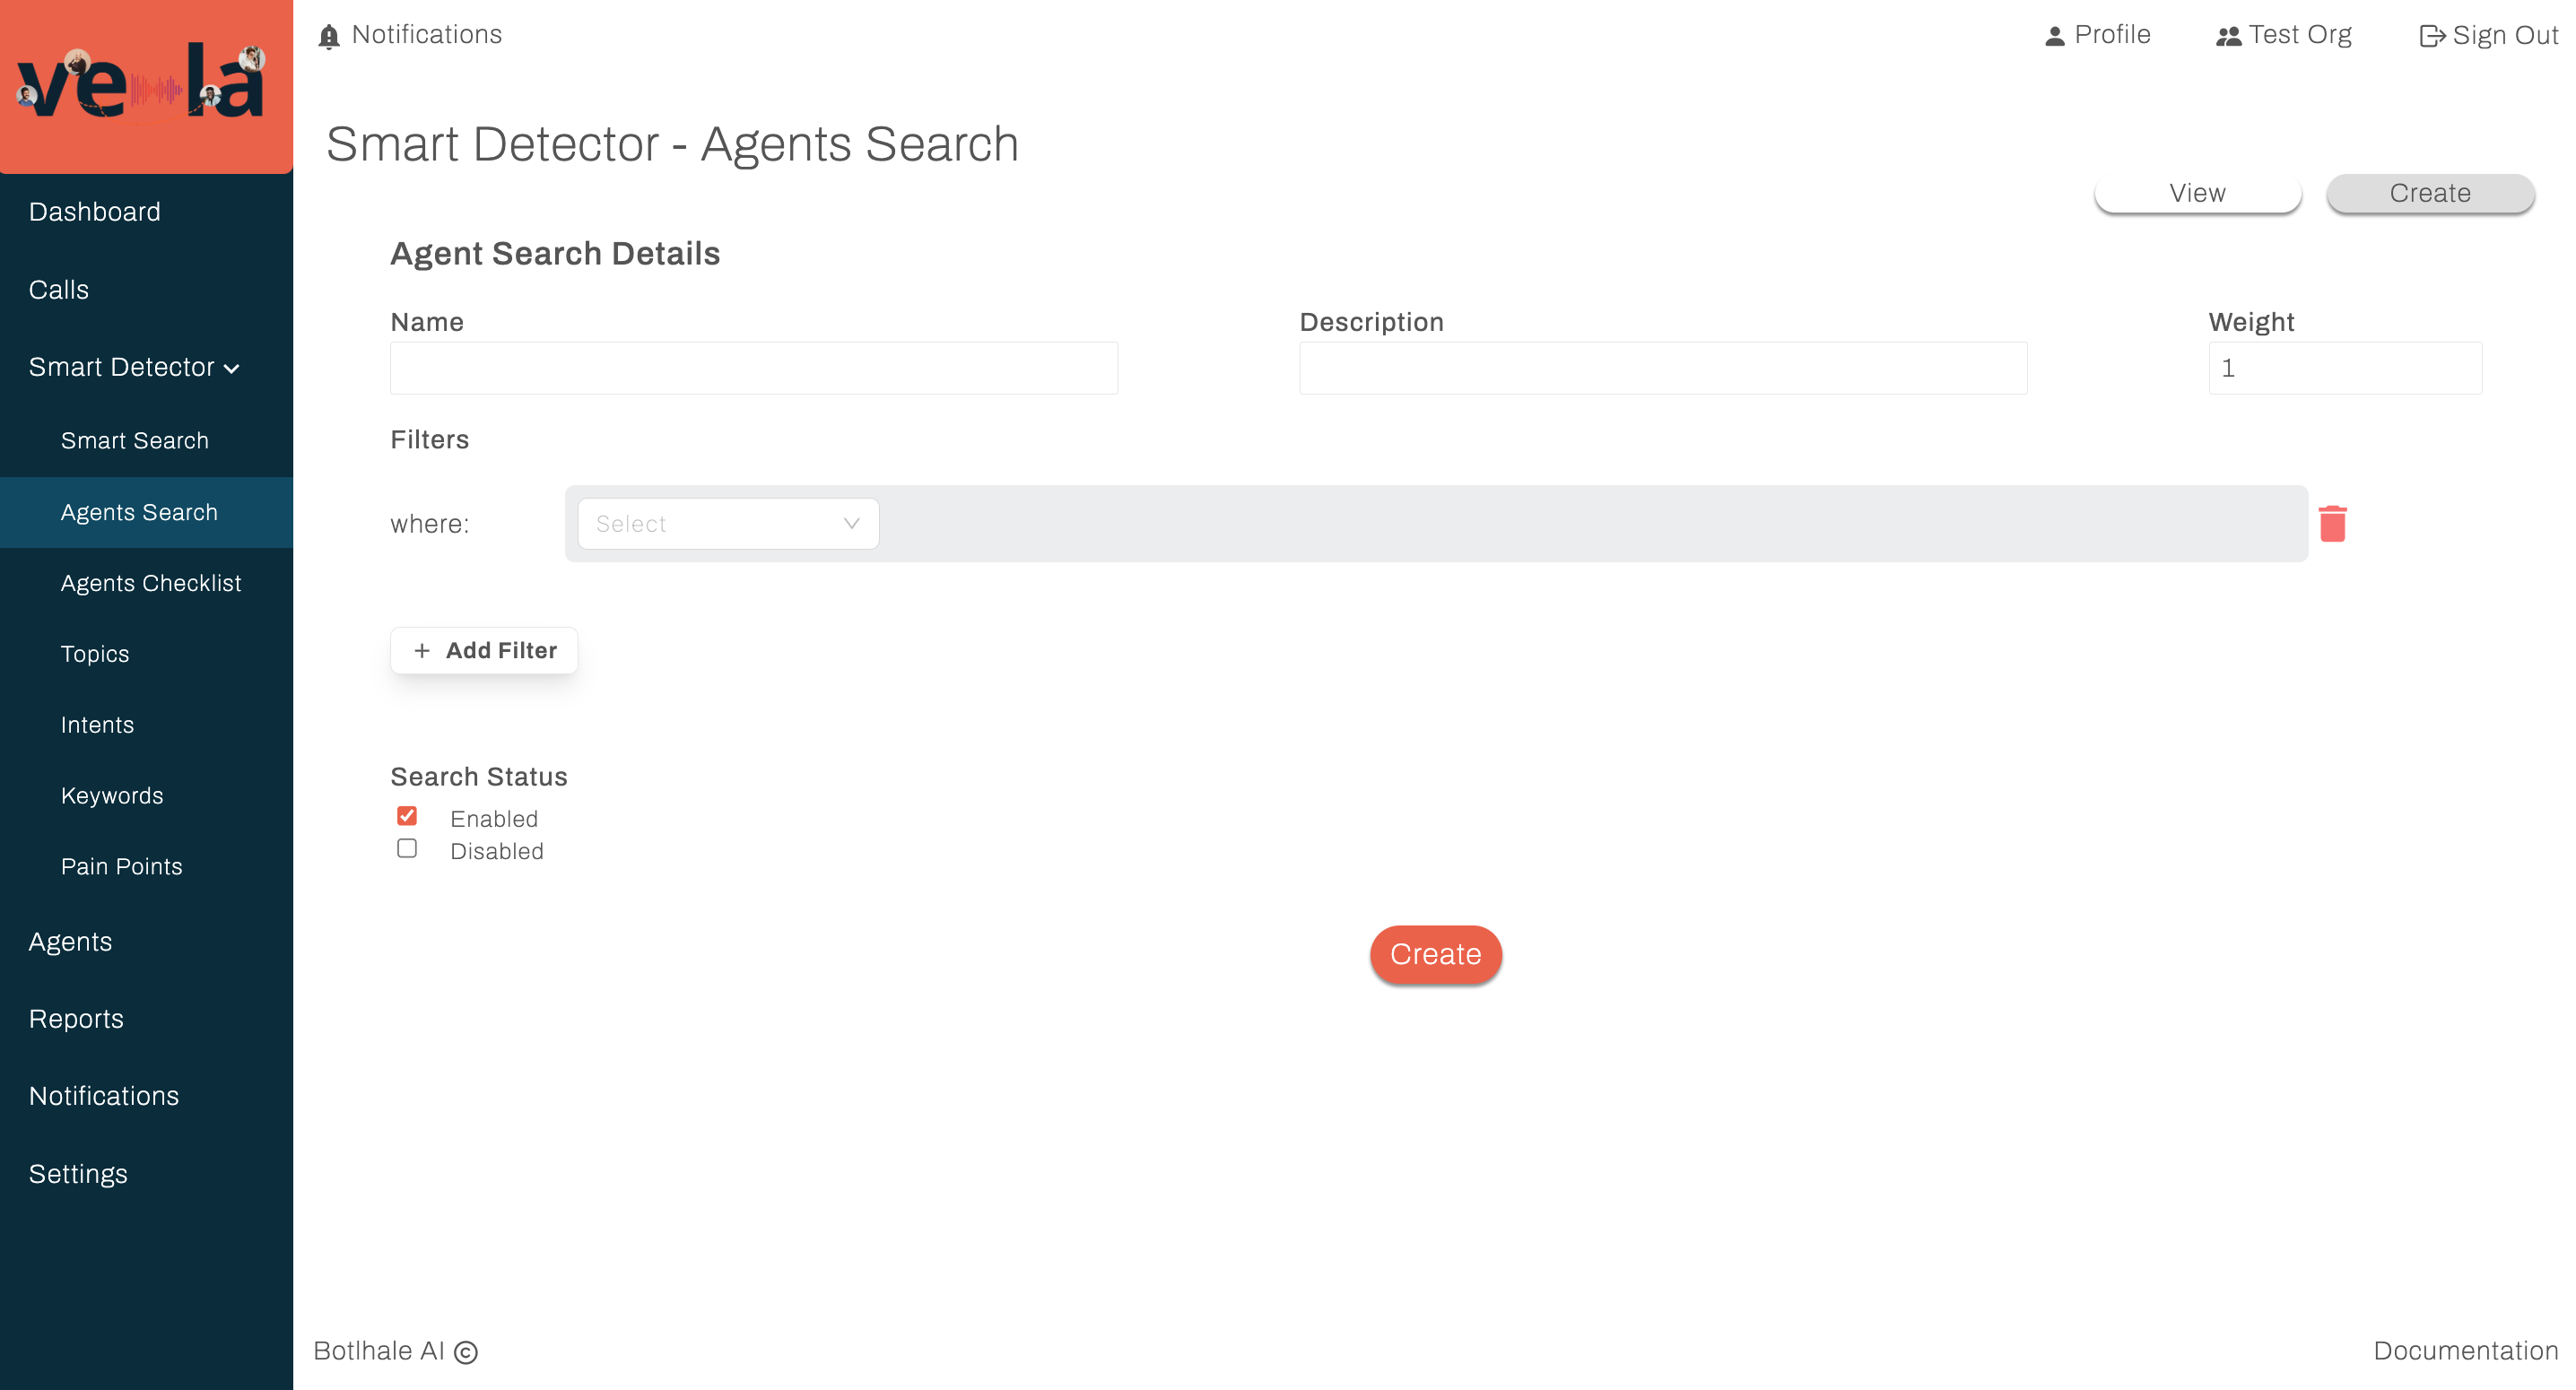 vela
Notifications
Profile
Test Org
Sign Out
Smart Detector - Agents Search
View
Create
Dashboard
Calls
Smart Detector
Smart Search
Agents Search
Agents Checklist
Topics
Intents
Keywords
Pain Points
Agents
Reports
Notifications
Settings
Agent Search Details
Name
Description
Weight
1
Filters
where:
Select
+ Add Filter
Search Status
Enabled
Disabled
Create
Botlhale AI ©
Documentation